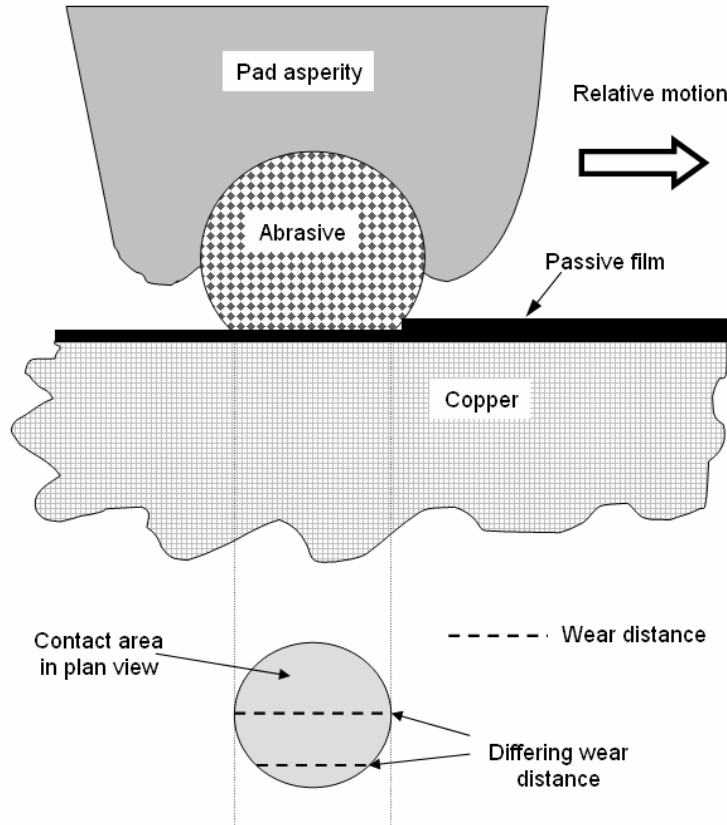 Pad asperity
Relative motion
Abrasive
Passive film
Copper
Contact area
in plan view
Wear distance
Differing wear
distance